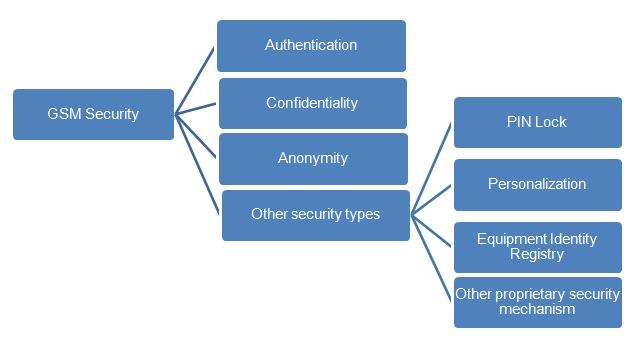 GSM Security
Authentication
Confidentiality
Anonymity
Other security types
PIN Lock
Personalization
Equipment Identity
Registry
Other proprietary security
mechanism